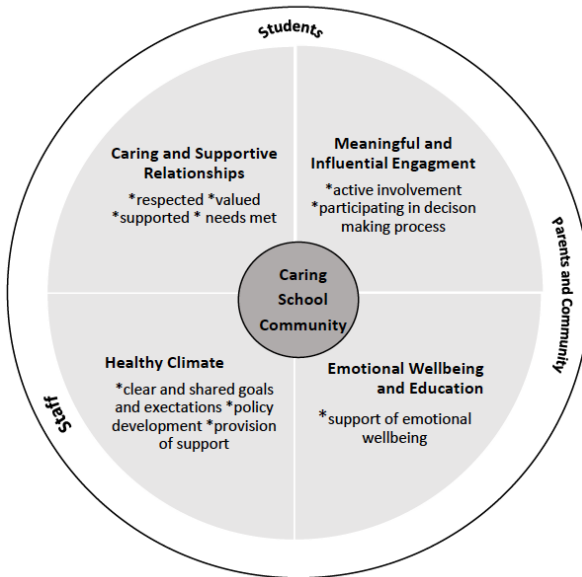 Students
Caring and Supportive
Relationships
*respected *valued
*supported * needs met
Meaningful and
Influential Engagment
*active involvement
*participating in decison
making process
Caring
School
Community
Parents and Community
Healthy Climate
*clear and shared goals
and exectations *policy
development *provision
of support
Emotional Wellbeing
and Education
*support of emotional
wellbeing
Staff